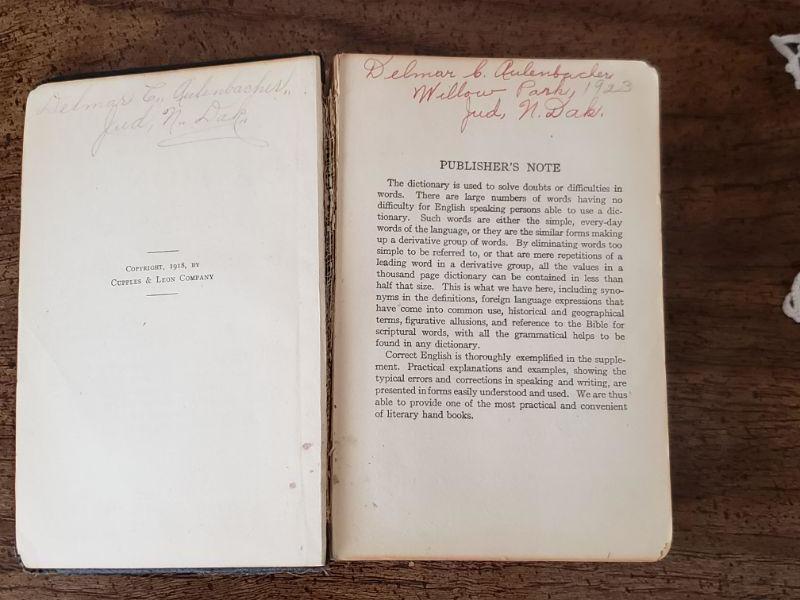 Delmar C. Aulenbacher,
Jud, N. Dak.
COPYRIGHT, 1918, BY
CUPPLES & LEON COMPANY
Delmar C. Aulenbacher
Willow Park, 1923
Jud, N. Dak.
PUBLISHER'S NOTE
The dictionary is used to solve doubts or difficulties in
words. There are large numbers of words having no
difficulty for English speaking persons able to use a dic-
tionary. Such words are either the simple, every-day
words of the language, or they are the similar forms making
up a derivative group of words. By eliminating words too
simple to be referred to, or that are mere repetitions of a
leading word in a derivative group, all the values in a
thousand page dictionary can be contained in less than
half that size. This is what we have here, including syno-
nyms in the definitions, foreign language expressions that
have come into common use, historical and geographical
terms, figurative allusions, and reference to the Bible for
scriptural words, with all the grammatical helps to be
found in any dictionary.
Correct English is thoroughly exemplified in the supple-
ment. Practical explanations and examples, showing the
typical errors and corrections in speaking and writing, are
presented in forms easily understood and used. We are thus
able to provide one of the most practical and convenient
of literary hand books.